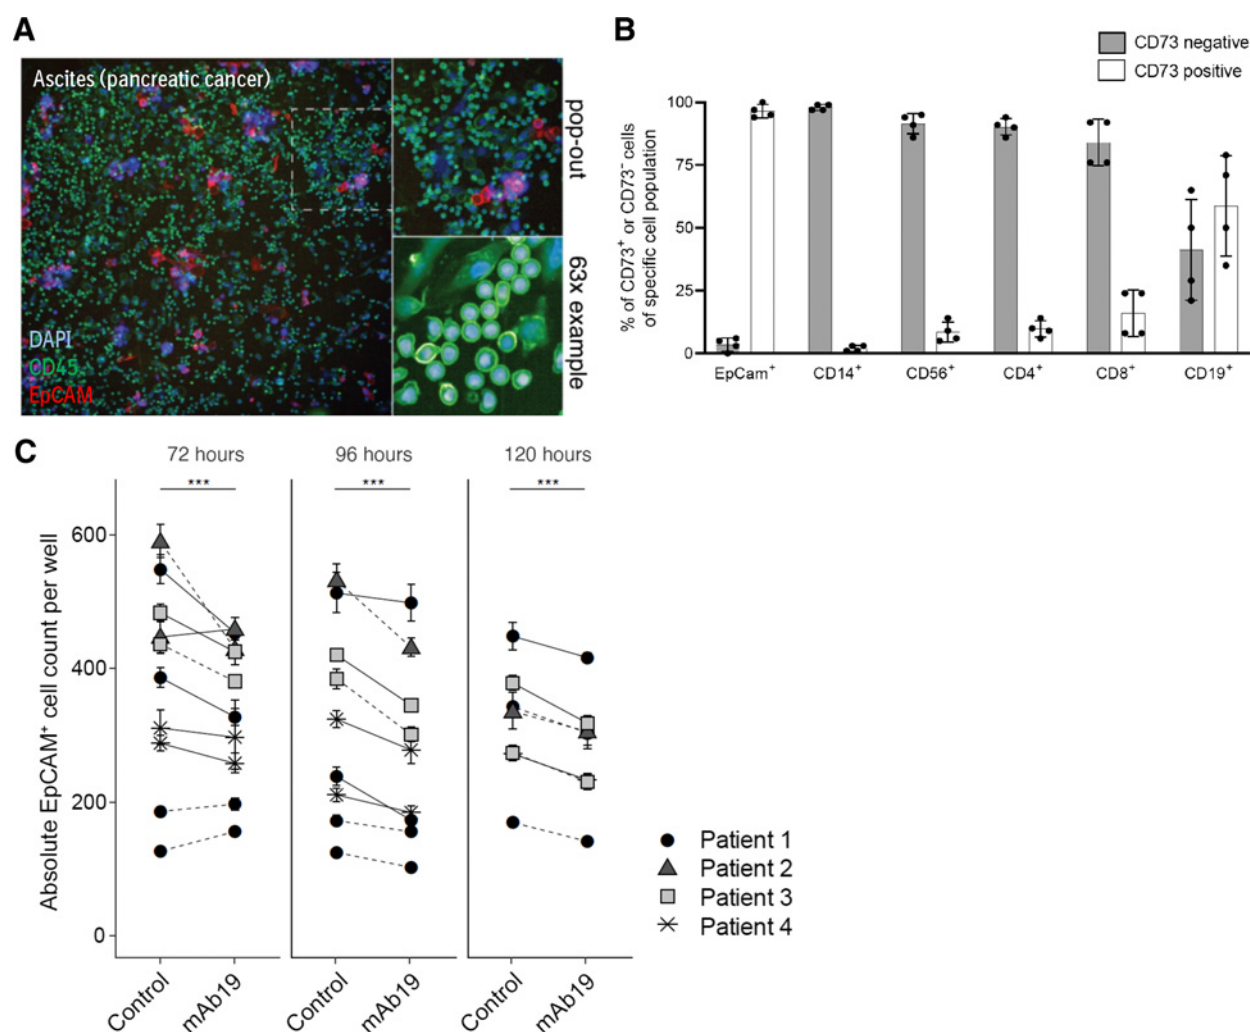 A
Ascites (pancreatic cancer)
DAPI
CD45
EpCAM
pop-out
63x example
B
CD73 negative
CD73 positive
% of CD73⁺ or CD73⁻ cells
of specific cell population
100
75
50
25
0
EpCam⁺ CD14⁺ CD56⁺ CD4⁺ CD8⁺ CD19⁺
C
72 hours 96 hours 120 hours
*** *** ***
Absolute EpCAM⁺ cell count per well
600
400
200
0
Control mAb19 Control mAb19 Control mAb19
Patient 1
Patient 2
Patient 3
Patient 4